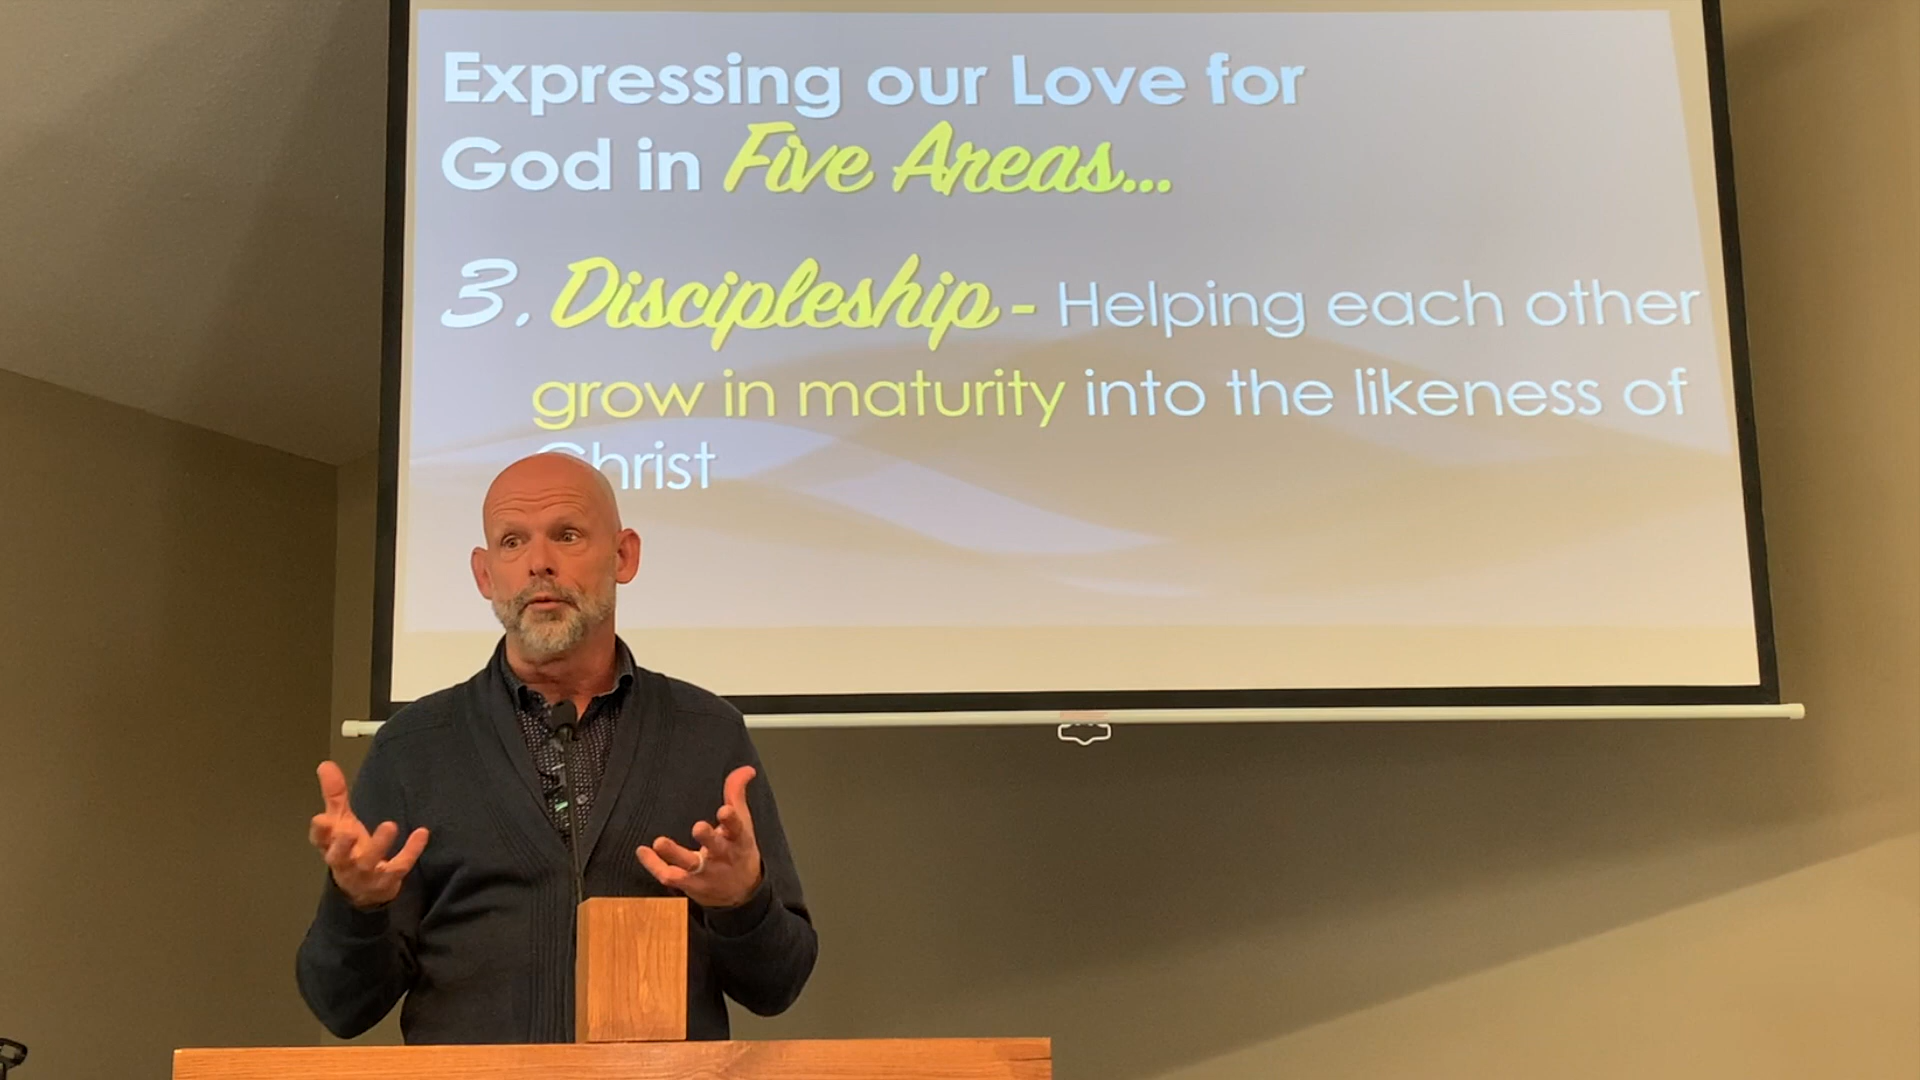 Expressing our Love for
God in Five Areas...
3. Discipleship - Helping each other
grow in maturity into the likeness of
Christ